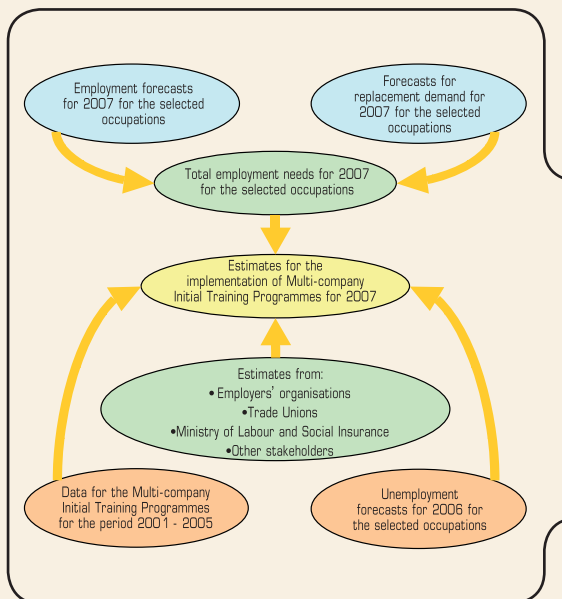 Employment forecasts
for 2007 for the selected
occupations
Forecasts for
replacement demand for
2007 for the selected
occupations
Total employment needs for 2007
for the selected occupations
Estimates for the
implementation of Multi-company
Initial Training Programmes for 2007
Estimates from:
• Employers' organisations
•Trade Unions
•Ministry of Labour and Social Insurance
•Other stakeholders
Data for the Multi-company
Initial Training Programmes
for the period 2001 - 2005
Unemployment
forecasts for 2006 for
the selected occupations